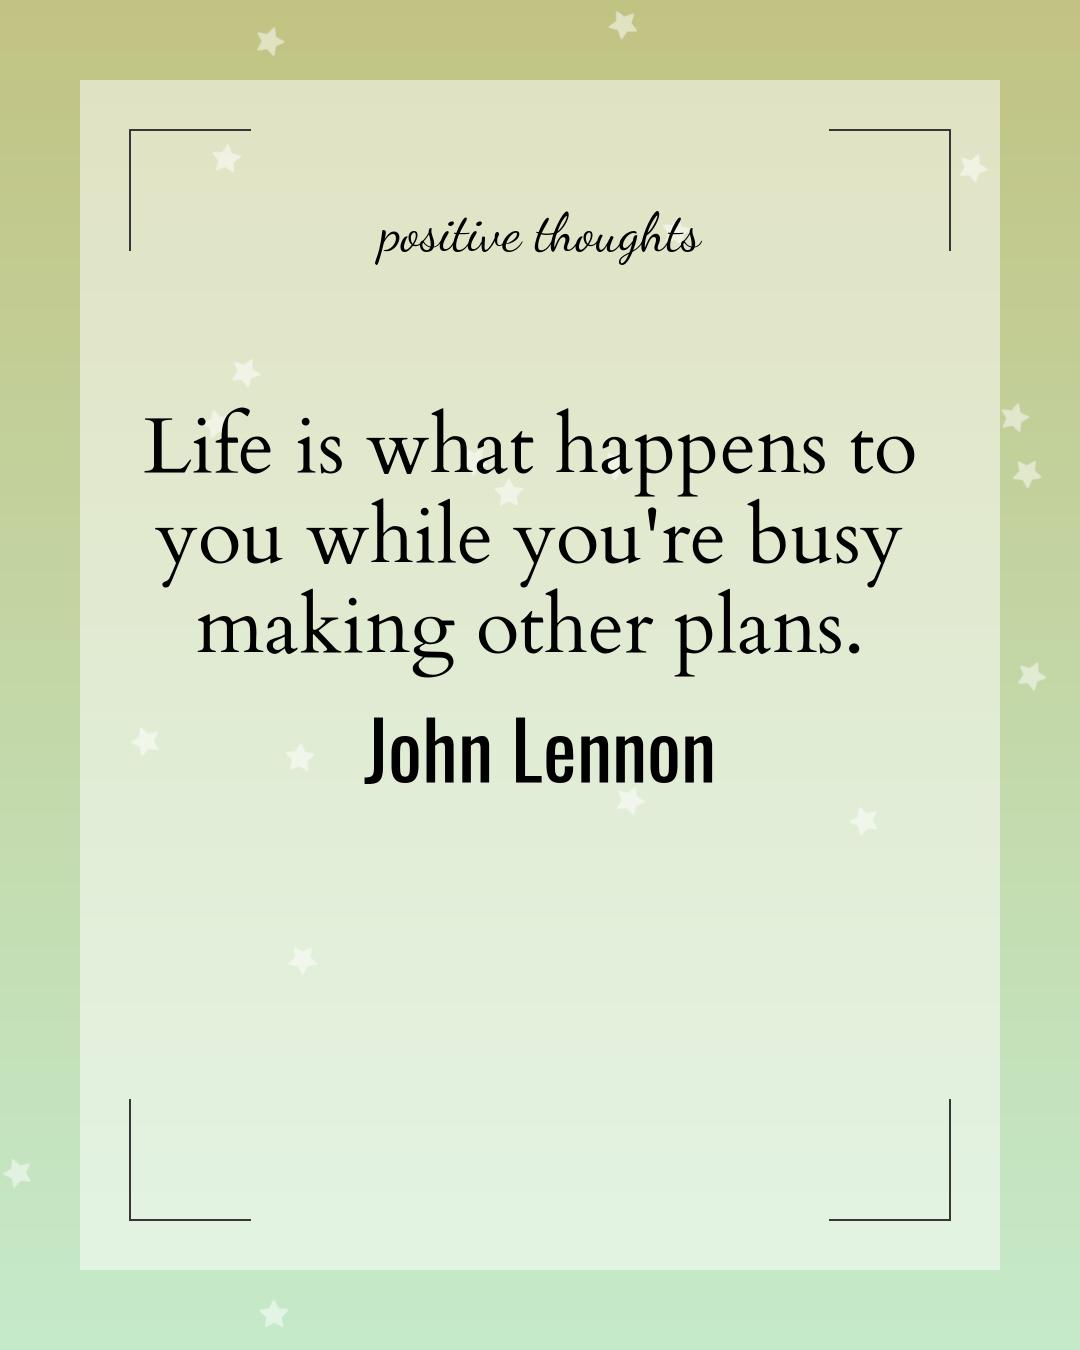 positive thoughts
Life is what happens to
you while you're busy
making other plans.
John Lennon